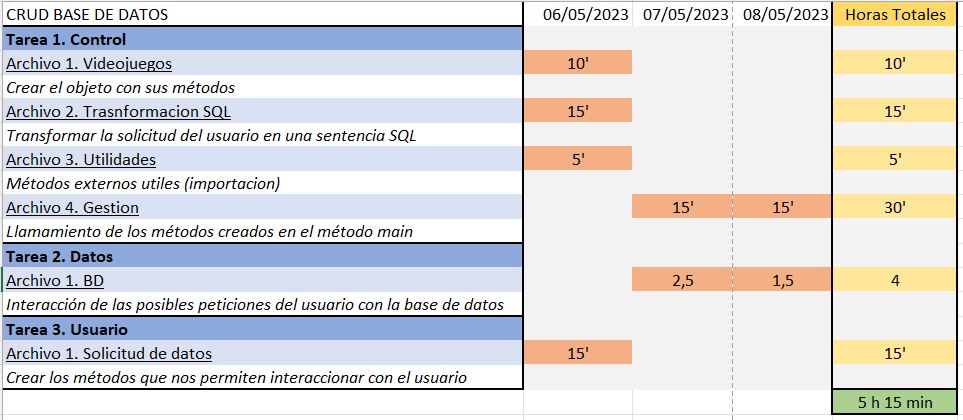 CRUD BASE DE DATOS 06/05/2023 07/05/2023 08/05/2023 Horas Totales
Tarea 1. Control
Archivo 1. Videojuegos 10' 10'
Crear el objeto con sus métodos
Archivo 2. Trasnformacion SQL 15' 15'
Transformar la solicitud del usuario en una sentencia SQL
Archivo 3. Utilidades 5' 5'
Métodos externos utiles (importacion)
Archivo 4. Gestion 15' 15' 30'
Llamamiento de los métodos creados en el método main
Tarea 2. Datos
Archivo 1. BD 2,5 1,5 4
Interacción de las posibles peticiones del usuario con la base de datos
Tarea 3. Usuario
Archivo 1. Solicitud de datos 15' 15'
Crear los métodos que nos permiten interaccionar con el usuario
5 h 15 min